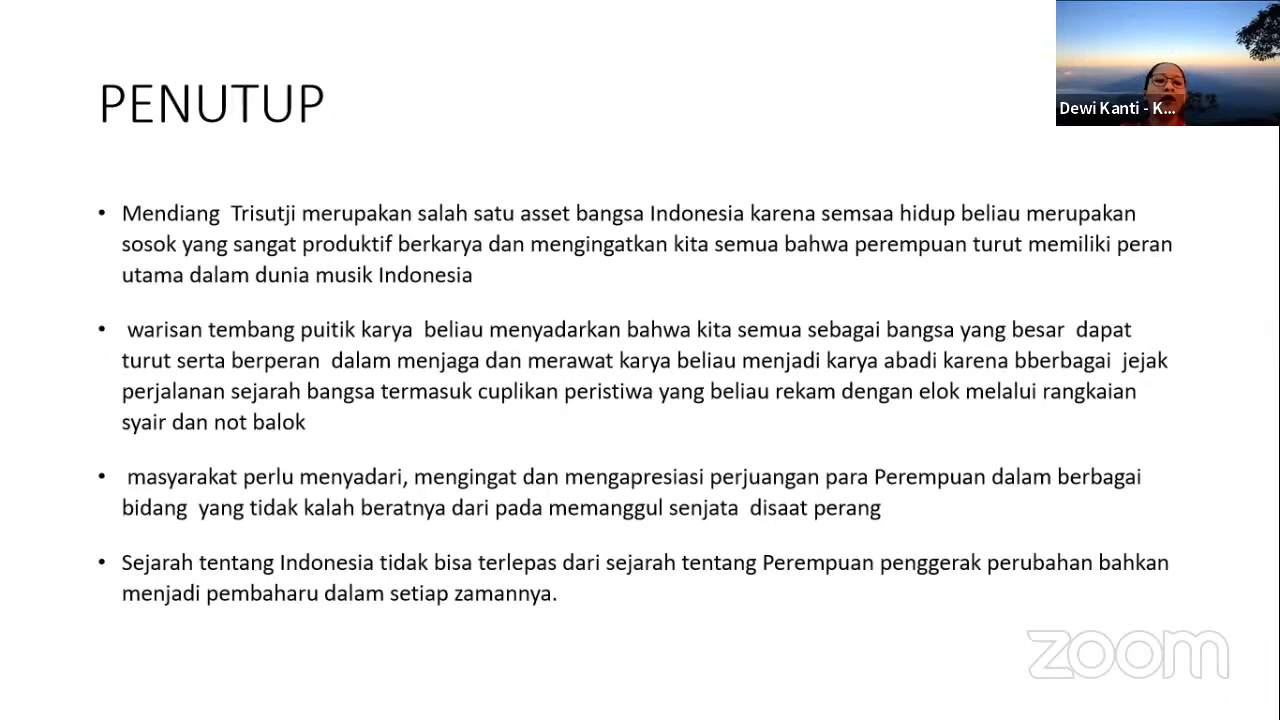 PENUTUP
Dewi Kanti - K...
• Mendiang Trisutji merupakan salah satu asset bangsa Indonesia karena semsaa hidup beliau merupakan
sosok yang sangat produktif berkarya dan mengingatkan kita semua bahwa perempuan turut memiliki peran
utama dalam dunia musik Indonesia
• warisan tembang puitik karya beliau menyadarkan bahwa kita semua sebagai bangsa yang besar dapat
turut serta berperan dalam menjaga dan merawat karya beliau menjadi karya abadi karena bberbagai jejak
perjalanan sejarah bangsa termasuk cuplikan peristiwa yang beliau rekam dengan elok melalui rangkaian
syair dan not balok
• masyarakat perlu menyadari, mengingat dan mengapresiasi perjuangan para Perempuan dalam berbagai
bidang yang tidak kalah beratnya dari pada memanggul senjata disaat perang
• Sejarah tentang Indonesia tidak bisa terlepas dari sejarah tentang Perempuan penggerak perubahan bahkan
menjadi pembaharu dalam setiap zamannya.
zoom